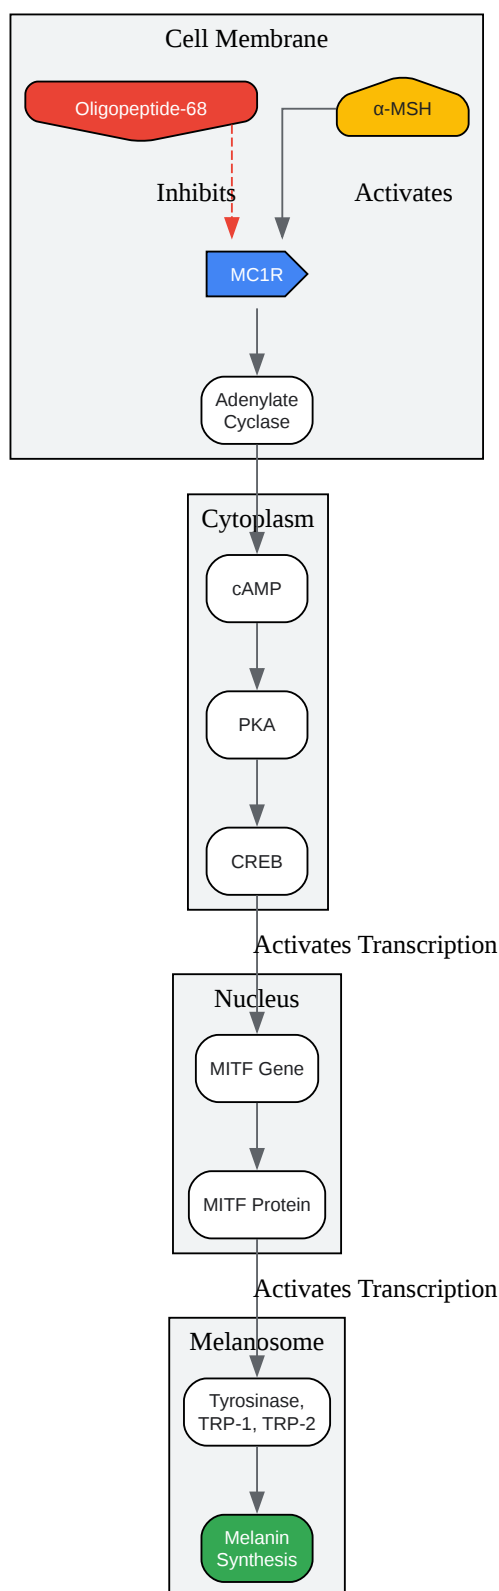 Cell Membrane
Oligopeptide-68
α-MSH
Inhibits
Activates
MC1R
Adenylate
Cyclase
Cytoplasm
cAMP
PKA
CREB
Activates Transcription
Nucleus
MITF Gene
MITF Protein
Activates Transcription
Melanosome
Tyrosinase,
TRP-1, TRP-2
Melanin
Synthesis